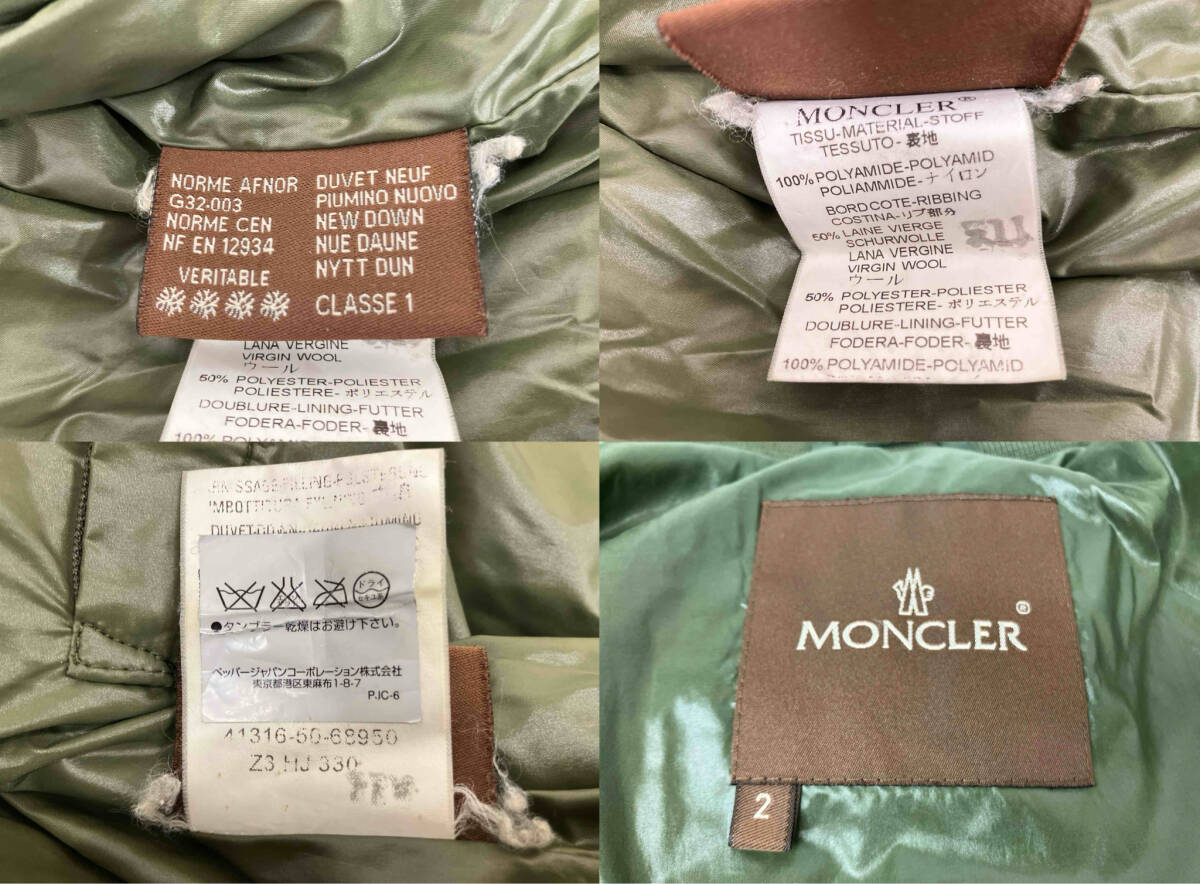 NORME AFNOR
G32-003
NORME CEN
NF EN 12934
VERITABLE
DUVET NEUF
PIUMINO NUOVO
NEW DOWN
NUE DAUNE
NYTT DUN
CLASSE 1
LANA VERGINE
VIRGIN WOOL
ウール
50% POLYESTER-POLIESTER
POLIESTERE-ポリエステル
DOUBLURE-LINING-FUTTER
FODERA-FODER-裏地
100% POLYAMIDE-POLYAMID
MONCLER®
TISSU-MATERIAL-STOFF
TESSUTO-表地
100% POLYAMIDE-POLYAMID
POLIAMMIDE-ナイロン
BORDCOTE-RIBBING
COSTINA-リブ部分
50% LAINE VIERGE
SCHURWOLLE
LANA VERGINE
VIRGIN WOOL
ウール
50% POLYESTER-POLIESTER
POLIESTERE-ポリエステル
DOUBLURE-LINING-FUTTER
FODERA-FODER-裏地
100% POLYAMIDE-POLYAMID
ドライ
セキユ系
●タンブラー乾燥はお避け下さい。
ペッパージャパンコーポレーション株式会社
東京都港区東麻布1-8-7
P.IC-6
41316-50-68950
Z3 HJ 330
MONCLER®
2